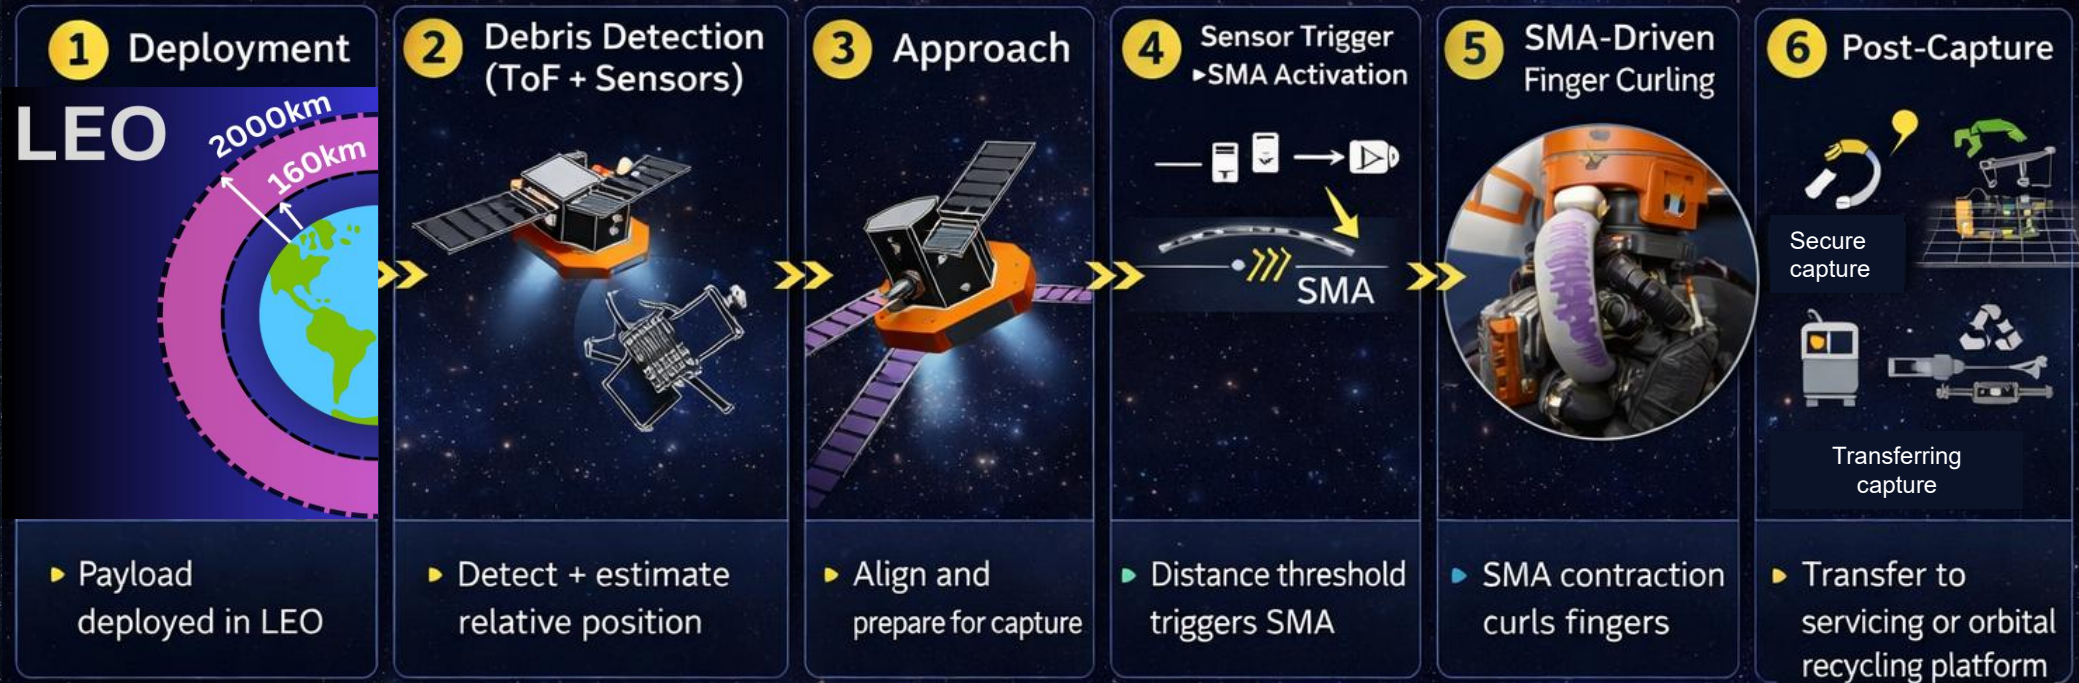 1 Deployment
LEO
2000km
160km
Payload
deployed in LEO
2 Debris Detection
(ToF + Sensors)
Detect + estimate
relative position
3 Approach
Align and
prepare for capture
4 Sensor Trigger
▸SMA Activation
SMA
Distance threshold
triggers SMA
5 SMA-Driven
Finger Curling
SMA contraction
curls fingers
6 Post-Capture
Secure
capture
Transferring
capture
Transfer to
servicing or orbital
recycling platform